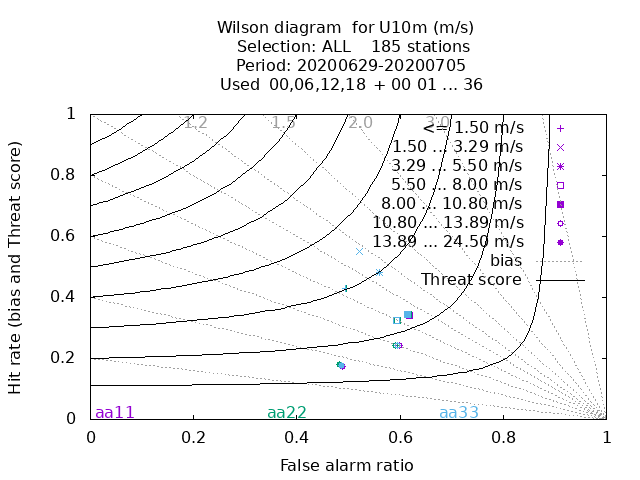 Wilson diagram  for U10m (m/s)
Selection: ALL    185 stations
Period: 20200629-20200705
Used  00,06,12,18  + 00 01 ... 36
Hit rate (bias and Threat score)
1
0.8
0.6
0.4
0.2
0
1.2
1.5
2.0
3.0
<= 1.50 m/s
1.50 ... 3.29 m/s
3.29 ... 5.50 m/s
5.50 ... 8.00 m/s
8.00 ... 10.80 m/s
10.80 ... 13.89 m/s
13.89 ... 24.50 m/s
bias
Threat score
aa11
aa22
aa33
0
0.2
0.4
0.6
0.8
1
False alarm ratio